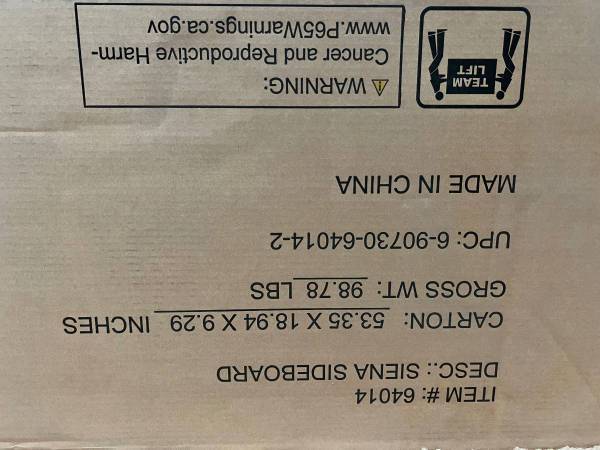 ITEM #: 64014
DESC.: SIENA SIDEBOARD
CARTON: 53.35 X 18.94 X 9.29 INCHES
GROSS WT: 98.78 LBS
UPC: 6-90730-64014-2
MADE IN CHINA
TEAM
LIFT
⚠ WARNING:
Cancer and Reproductive Harm-
www.P65Warnings.ca.gov